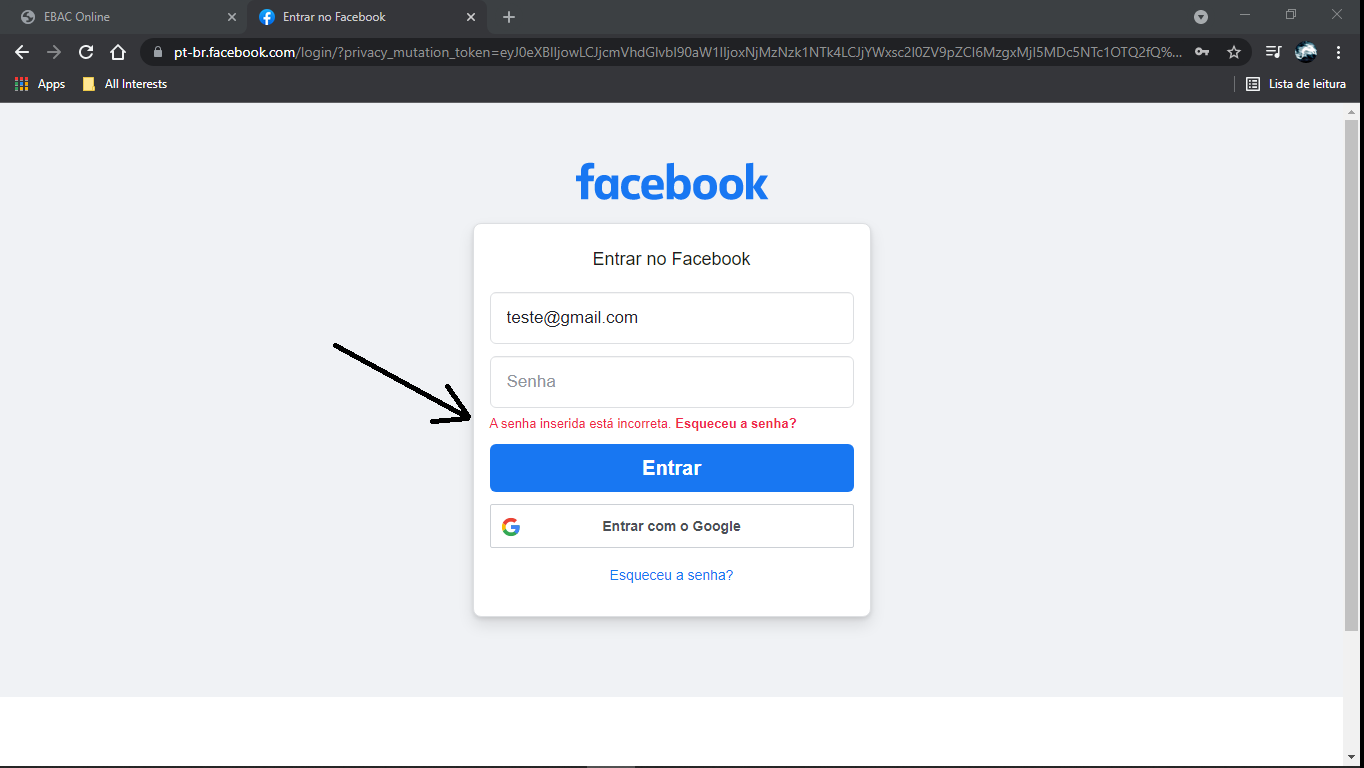 EBAC Online
Entrar no Facebook
pt-br.facebook.com/login/?privacy_mutation_token=eyJ0eXBlIjowLCJjcmVhdGlvbl90aW1lIjoxNjMzNzk1NTk4LCJjYWxsc2l0ZV9pZCI6MzgxMjI5MDc5NTc1OTQ2fQ%...
Apps
All Interests
Lista de leitura
facebook
Entrar no Facebook
teste@gmail.com
Senha
A senha inserida está incorreta. Esqueceu a senha?
Entrar
Entrar com o Google
Esqueceu a senha?